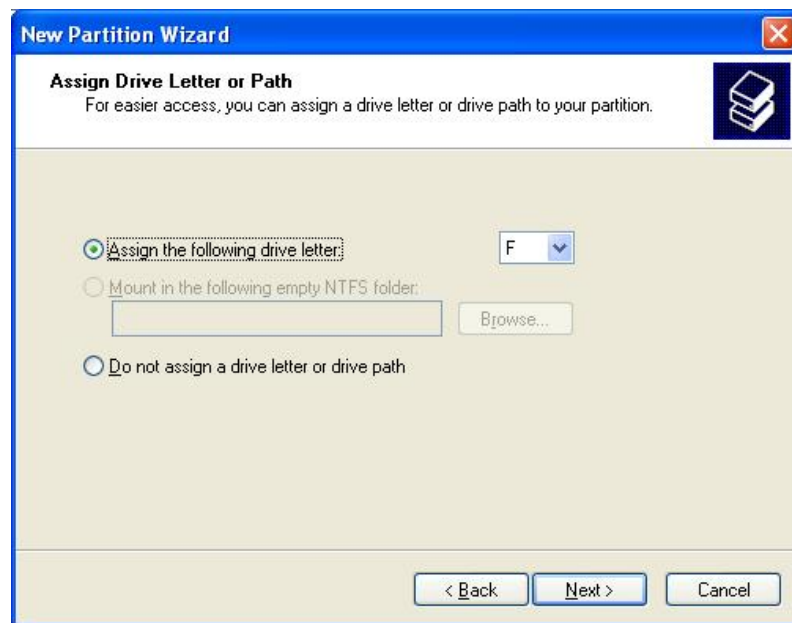 New Partition Wizard
Assign Drive Letter or Path
For easier access, you can assign a drive letter or drive path to your partition.
Assign the following drive letter: F
Mount in the following empty NTFS folder:
Browse...
Do not assign a drive letter or drive path
< Back Next > Cancel